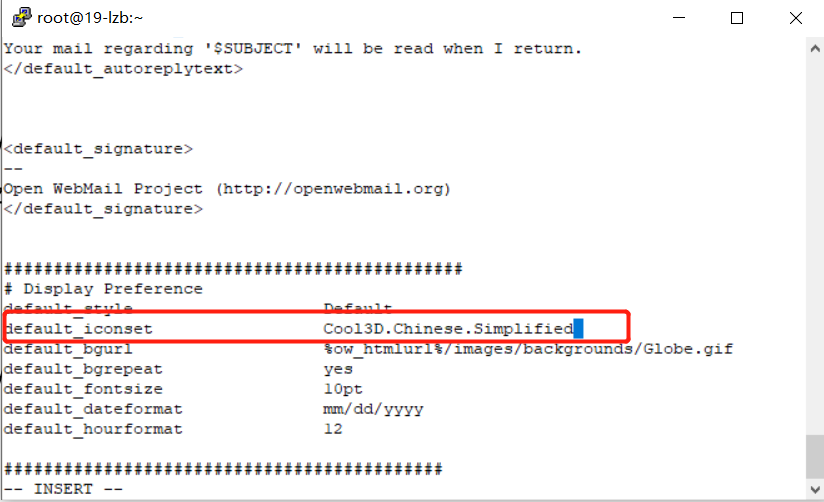 root@19-lzb:~
Your mail regarding '$SUBJECT' will be read when I return.
</default_autoreplytext>
<default_signature>
--
Open WebMail Project (http://openwebmail.org)
</default_signature>
##############################################
# Display Preference
default_style Default
default_iconset Cool3D.Chinese.Simplified
default_bgurl %ow_htmlurl%/images/backgrounds/Globe.gif
default_bgrepeat yes
default_fontsize 10pt
default_dateformat mm/dd/yyyy
default_hourformat 12
############################################
-- INSERT --